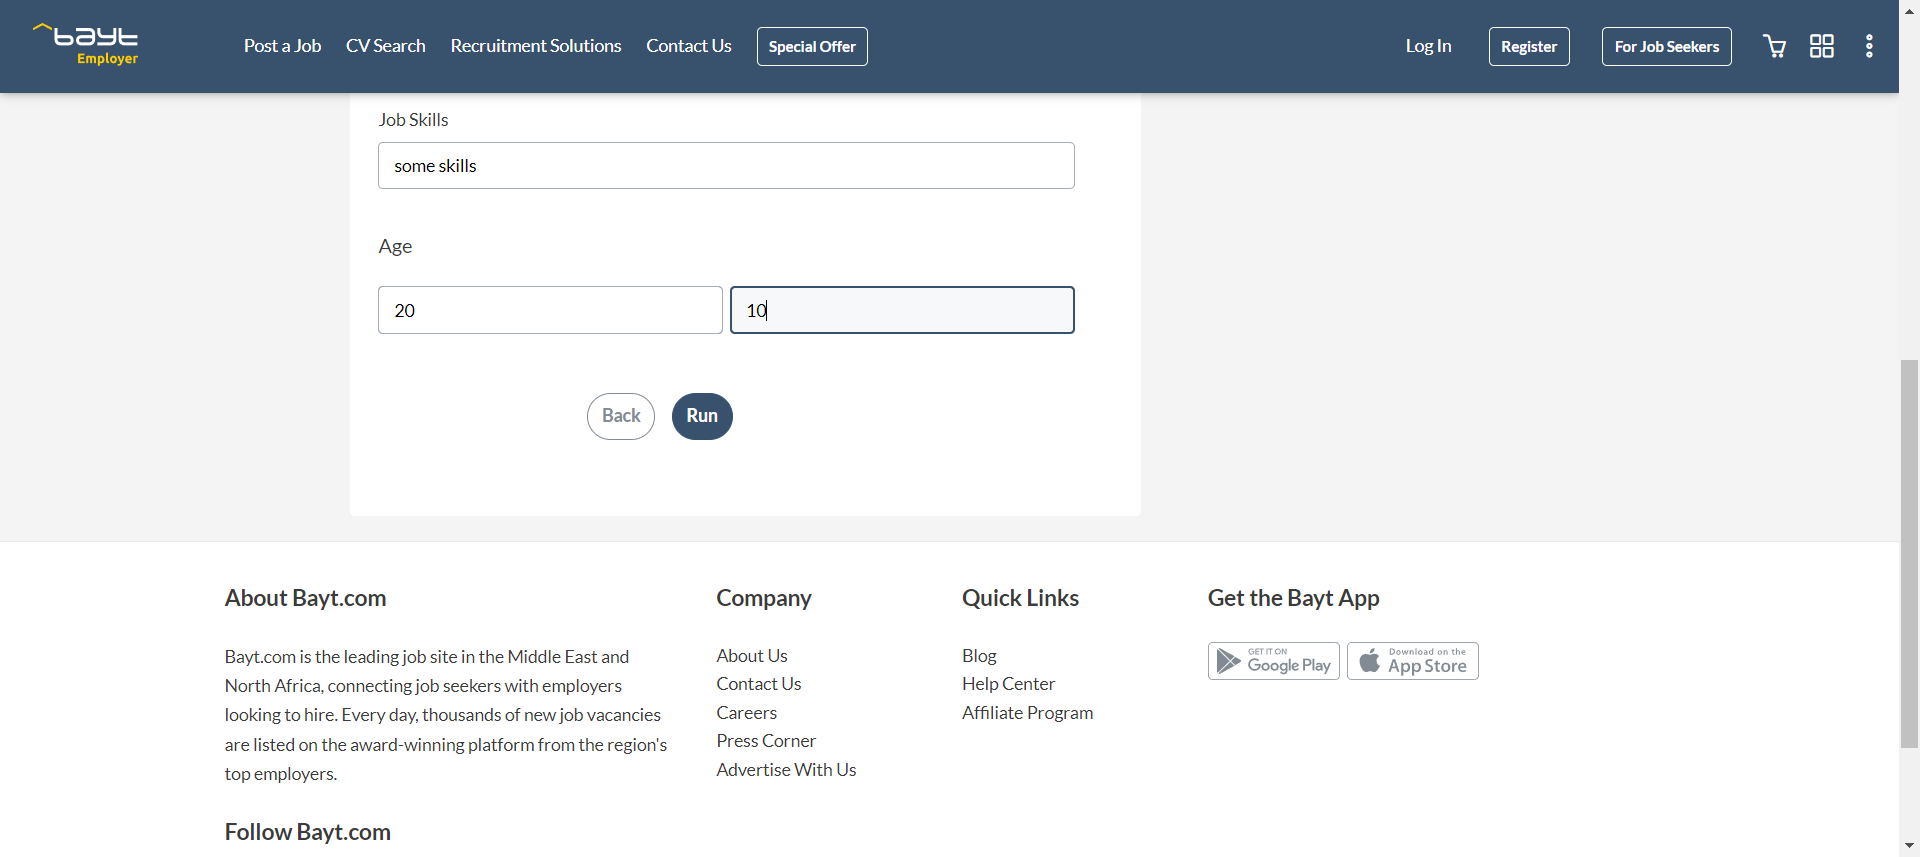 bayt
Employer
Post a Job
CV Search
Recruitment Solutions
Contact Us
Special Offer
Log In
Register
For Job Seekers
Job Skills
some skills
Age
20
10
Back
Run
About Bayt.com
Bayt.com is the leading job site in the Middle East and
North Africa, connecting job seekers with employers
looking to hire. Every day, thousands of new job vacancies
are listed on the award-winning platform from the region's
top employers.
Company
About Us
Contact Us
Careers
Press Corner
Advertise With Us
Quick Links
Blog
Help Center
Affiliate Program
Get the Bayt App
GET IT ON
Google Play
Download on the
App Store
Follow Bayt.com